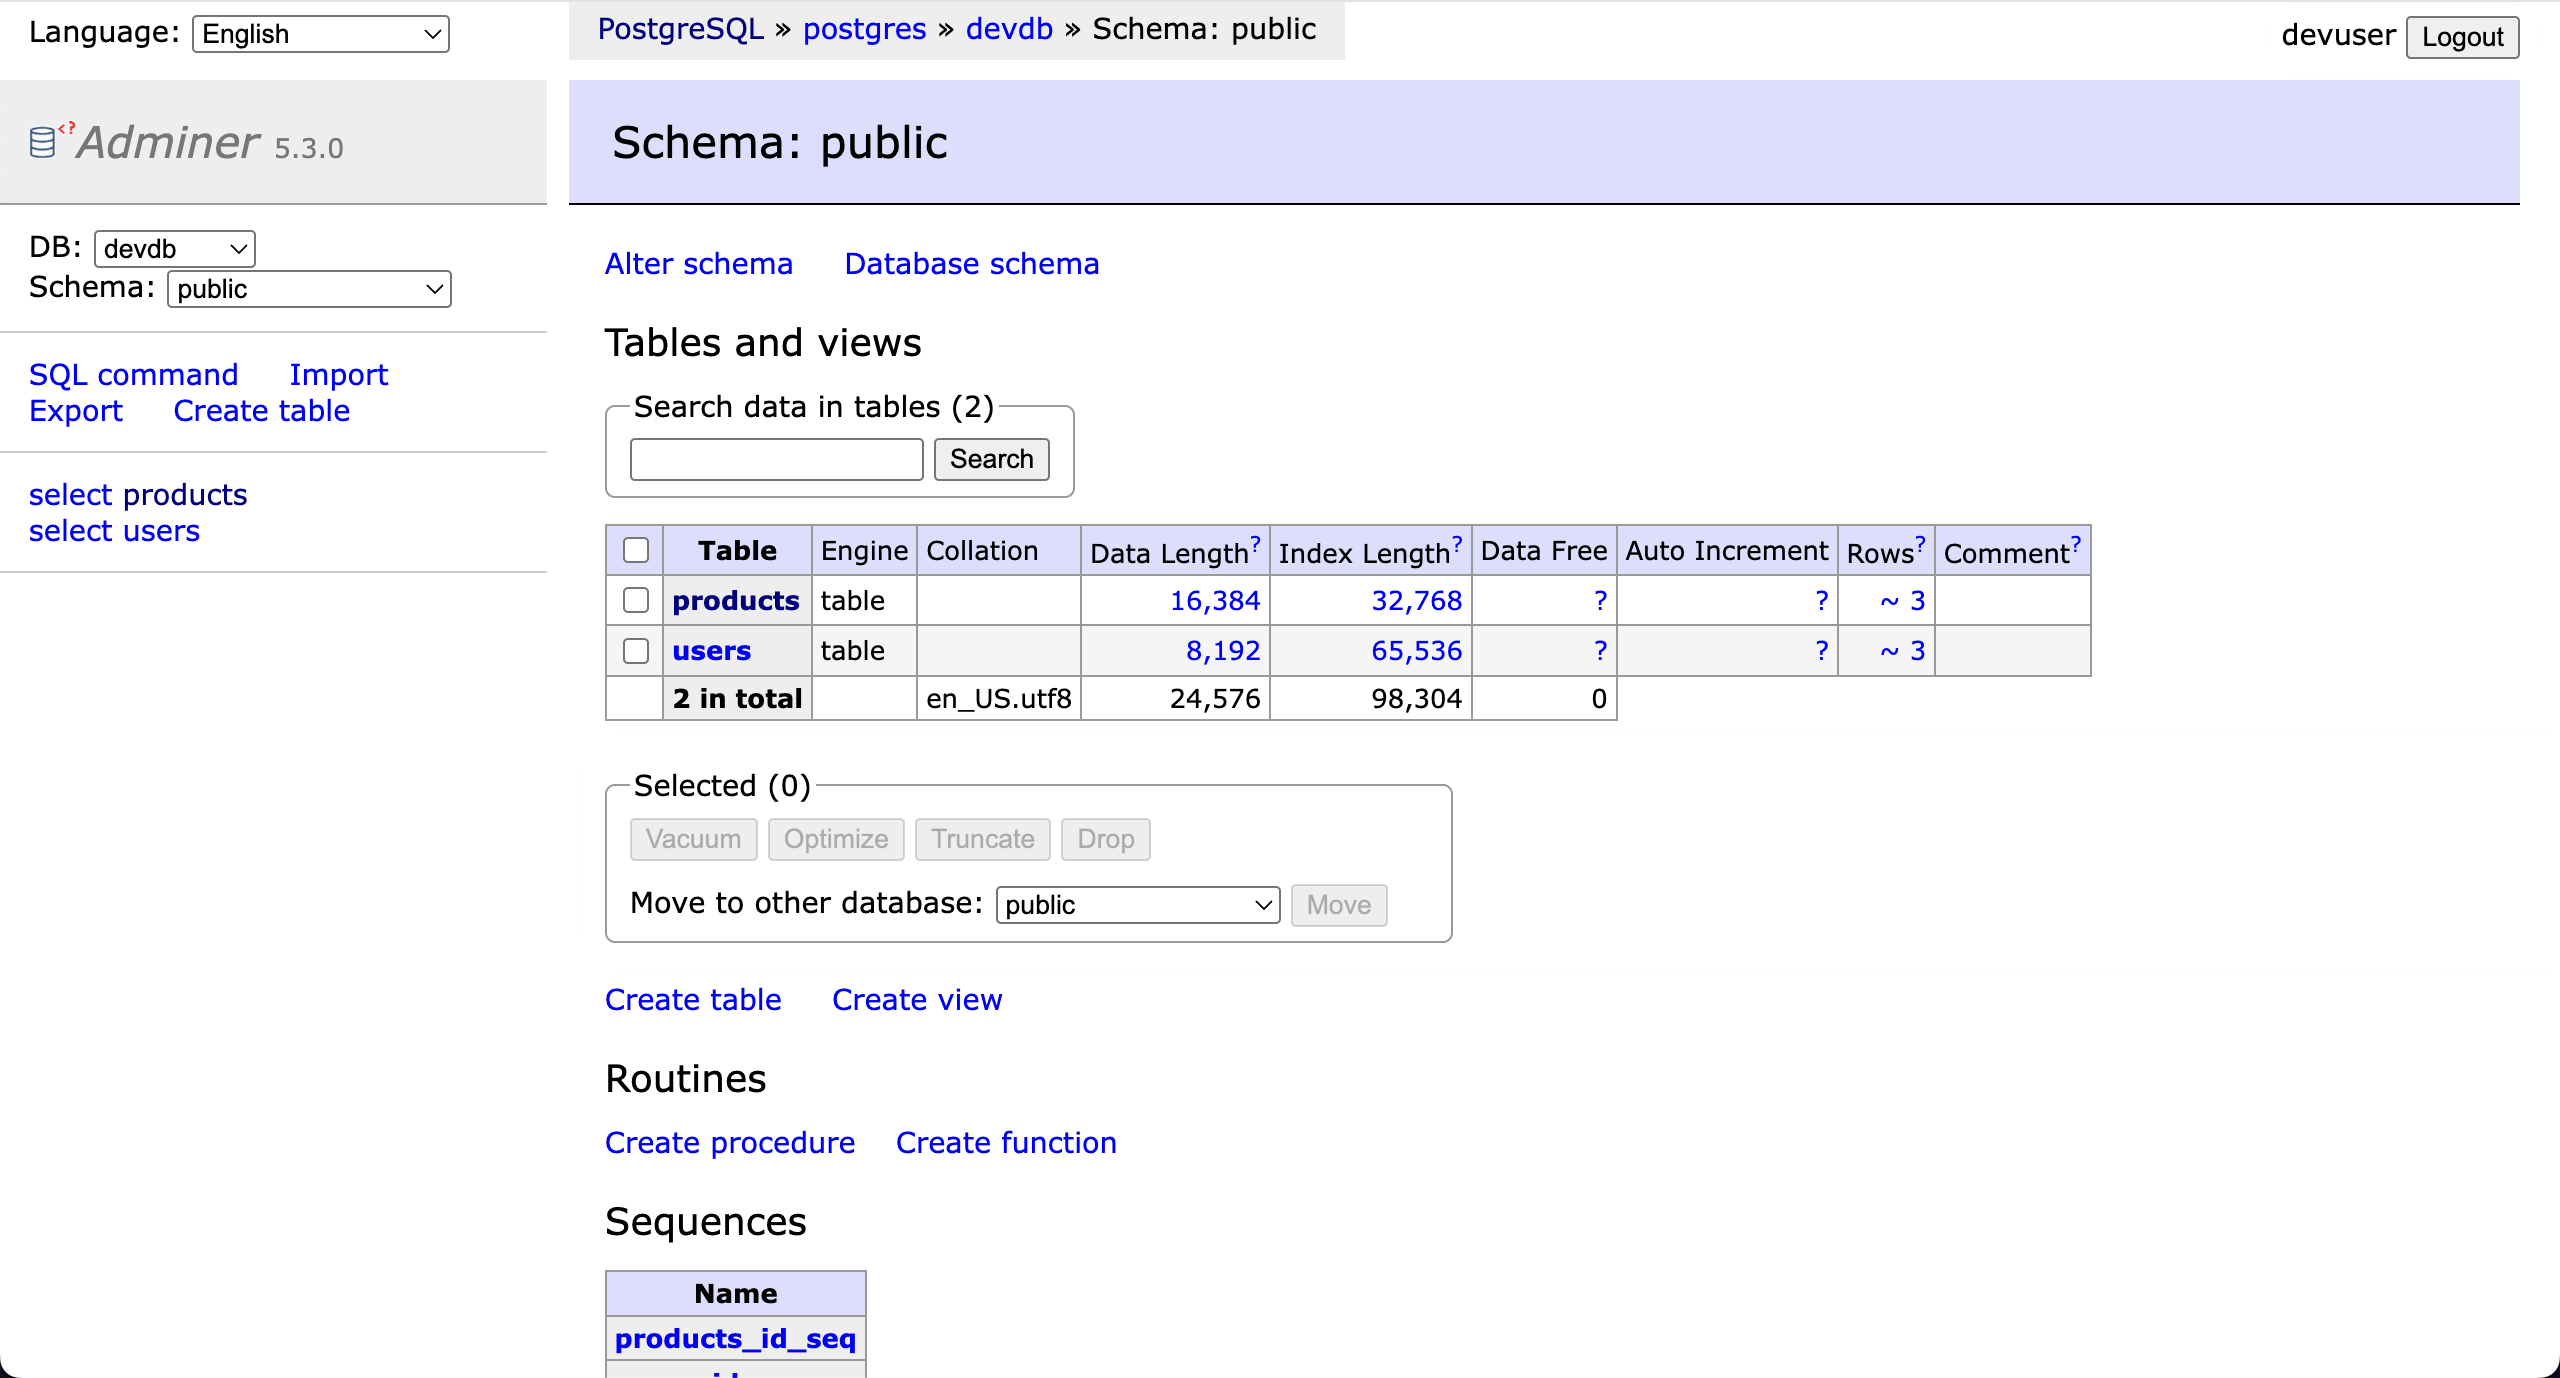 Language: English
PostgreSQL » postgres » devdb » Schema: public
devuser Logout
<? Adminer 5.3.0
Schema: public
DB: devdb
Schema: public
SQL command Import
Export Create table
select products
select users
Alter schema Database schema
Tables and views
Search data in tables (2)
Search
Table Engine Collation Data Length? Index Length? Data Free Auto Increment Rows? Comment?
products table 16,384 32,768 ? ? ~ 3
users table 8,192 65,536 ? ? ~ 3
2 in total en_US.utf8 24,576 98,304 0
Selected (0)
Vacuum Optimize Truncate Drop
Move to other database: public Move
Create table Create view
Routines
Create procedure Create function
Sequences
Name
products_id_seq